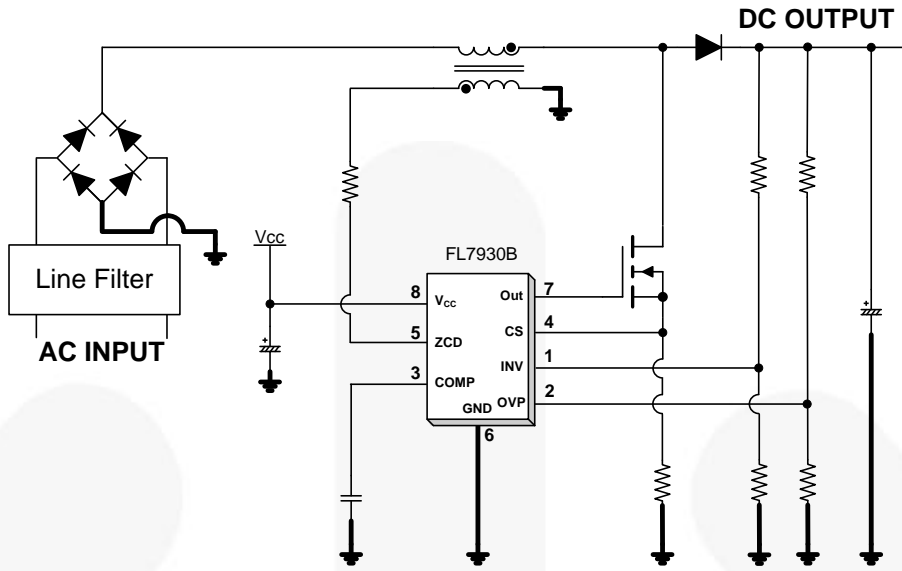 DC OUTPUT
Vcc
FL7930B
Line Filter
AC INPUT
8
VCC
Out
7
5
ZCD
CS
4
3
COMP
INV
1
GND
OVP
2
6
+
+